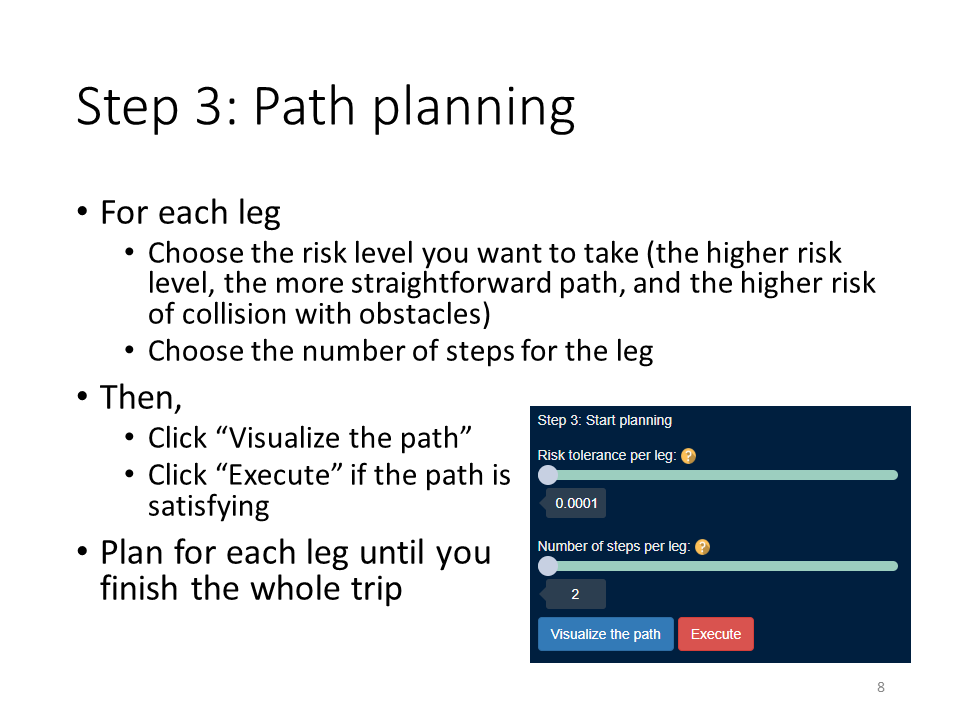 Step 3: Path planning
• For each leg
• Choose the risk level you want to take (the higher risk
level, the more straightforward path, and the higher risk
of collision with obstacles)
• Choose the number of steps for the leg
• Then,
• Click “Visualize the path”
• Click “Execute” if the path is
satisfying
• Plan for each leg until you
finish the whole trip
Step 3: Start planning
Risk tolerance per leg: ?
0.0001
Number of steps per leg: ?
2
Visualize the path Execute
8